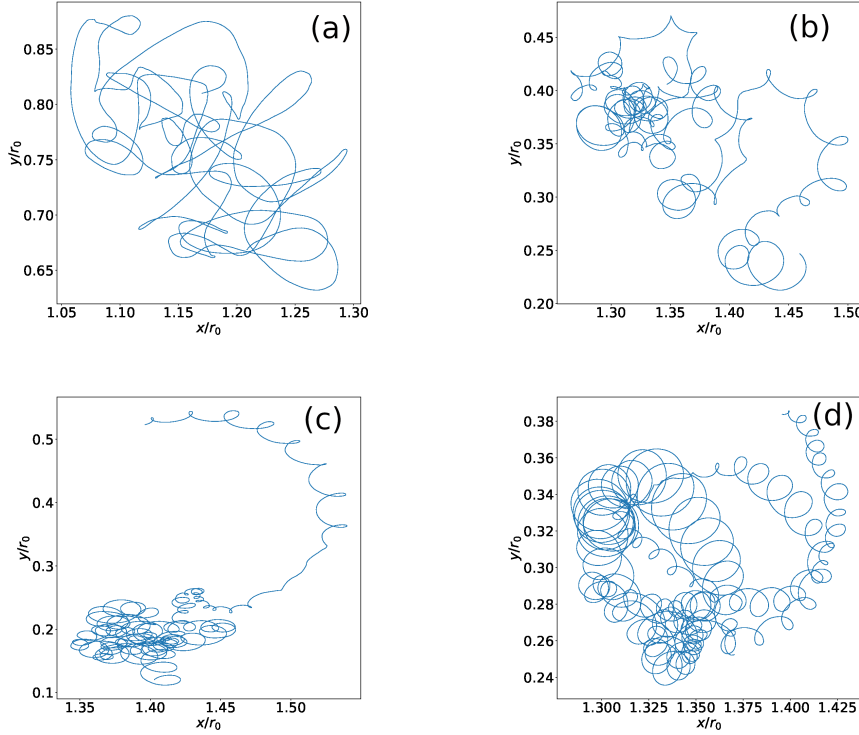 (a)
0.85
0.80
0.75
0.70
0.65
y/r₀
1.05 1.10 1.15 1.20 1.25 1.30
x/r₀
(b)
0.45
0.40
0.35
0.30
0.25
0.20
y/r₀
1.30 1.35 1.40 1.45 1.50
x/r₀
(c)
0.5
0.4
0.3
0.2
0.1
y/r₀
1.35 1.40 1.45 1.50
x/r₀
(d)
0.38
0.36
0.34
0.32
0.30
0.28
0.26
0.24
y/r₀
1.300 1.325 1.350 1.375 1.400 1.425
x/r₀